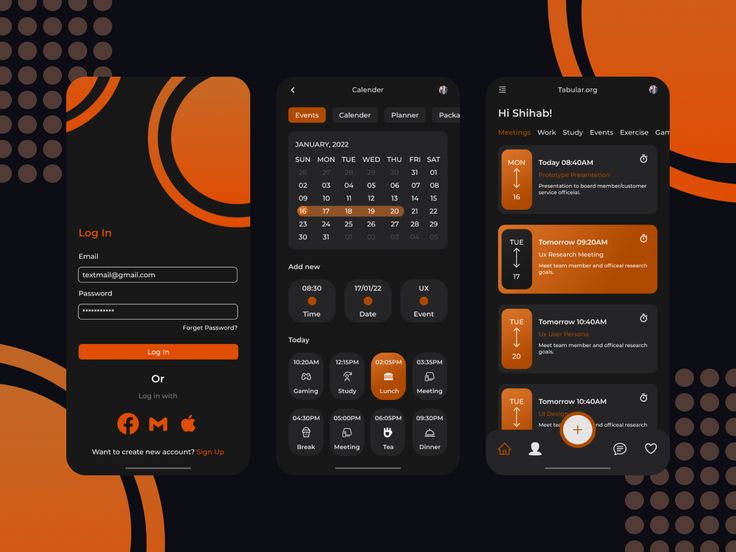 Log In
Email
textmail@gmail.com
Password
***********
Forget Password?
Log In
Or
Log in with
Want to create new account? Sign Up
Calender
Events Calender Planner Packa
JANUARY, 2022
SUN MON TUE WED THU FRI SAT
26 27 28 29 30 31 01
02 03 04 05 06 07 08
09 10 11 12 13 14 15
16 17 18 19 20 21 22
23 24 25 26 27 28 29
30 31 01 02 03 04 05
Add new
08:30 17/01/22 UX
Time Date Event
Today
10:20AM 12:15PM 02:05PM 03:35PM
Gaming Study Lunch Meeting
04:30PM 05:00PM 06:05PM 09:30PM
Break Meeting Tea Dinner
Tabular.org
Hi Shihab!
Meetings Work Study Events Exercise Gam
MON
16
Today 08:40AM
Prototype Presentetion
Presentation to board member/customer
service officeial.
TUE
17
Tomorrow 09:20AM
Ux Research Meeting
Meet team member and officeal research
goals.
TUE
20
Tomorrow 10:40AM
Ux User Persona
Meet team member and officeal research
goals.
TUE
Tomorrow 10:40AM
UI Design